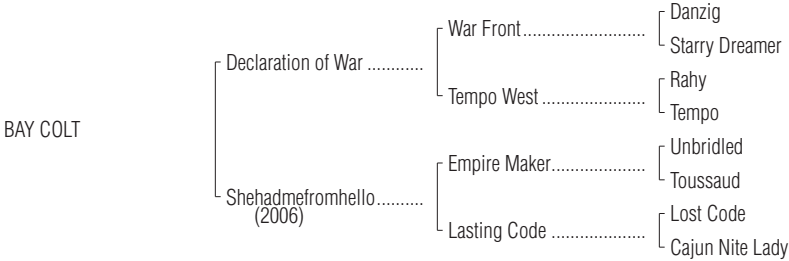 Danzig
War Front..........................
Starry Dreamer
Declaration of War ............
Rahy
Tempo West ......................
Tempo
BAY COLT
Unbridled
Empire Maker....................
Toussaud
Shehadmefromhello..........
(2006)
Lost Code
Lasting Code ....................
Cajun Nite Lady